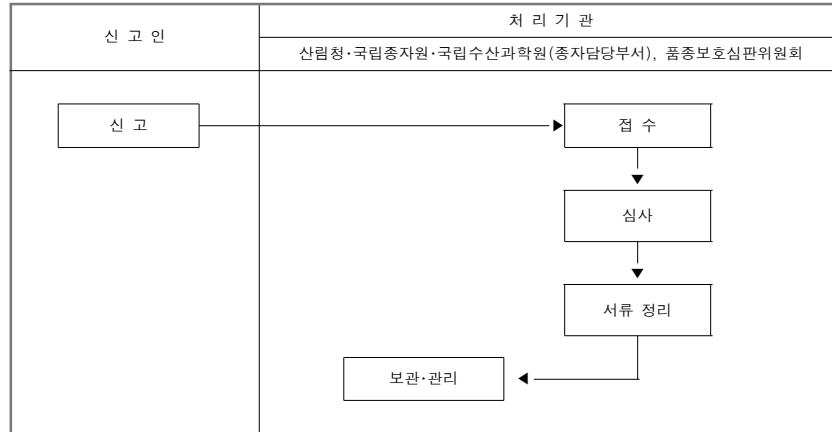 신 고 인
처 리 기 관
산림청·국립종자원·국립수산과학원(종자담당부서), 품종보호심판위원회
신 고
접 수
심사
서류 정리
보관·관리